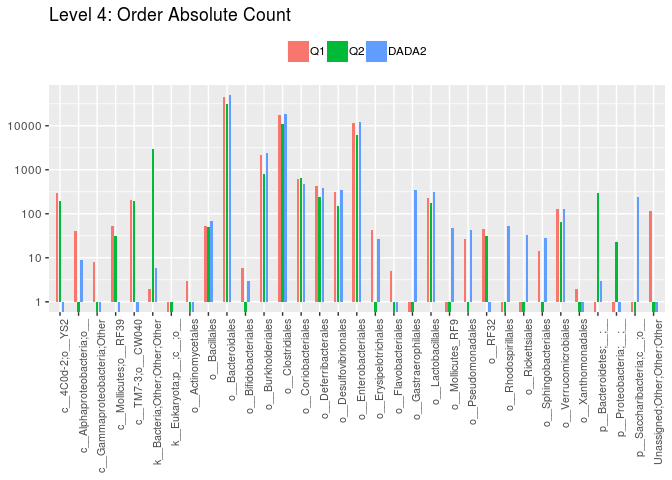 Level 4: Order Absolute Count
Q1 Q2 DADA2
10000
1000
100
10
1
c__4C0d-2;o__YS2
c__Alphaproteobacteria;o__
c__Gammaproteobacteria;Other
c__Mollicutes;o__RF39
c__TM7-3;o__CW040
k__Bacteria;Other;Other;Other
k__Eukaryota;p__;c__;o__
o__Actinomycetales
o__Bacillales
o__Bacteroidales
o__Bifidobacteriales
o__Burkholderiales
o__Clostridiales
o__Coriobacteriales
o__Deferribacterales
o__Desulfovibrionales
o__Enterobacteriales
o__Erysipelotrichales
o__Flavobacteriales
o__Gastraerophilales
o__Lactobacillales
o__Mollicutes_RF9
o__Pseudomonadales
o__RF32
o__Rhodospirillales
o__Rickettsiales
o__Sphingobacteriales
o__Verrucomicrobiales
o__Xanthomonadales
p__Bacteroidetes;__;__
p__Proteobacteria;__;__
p__Saccharibacteria;c__;o__
Unassigned;Other;Other;Other